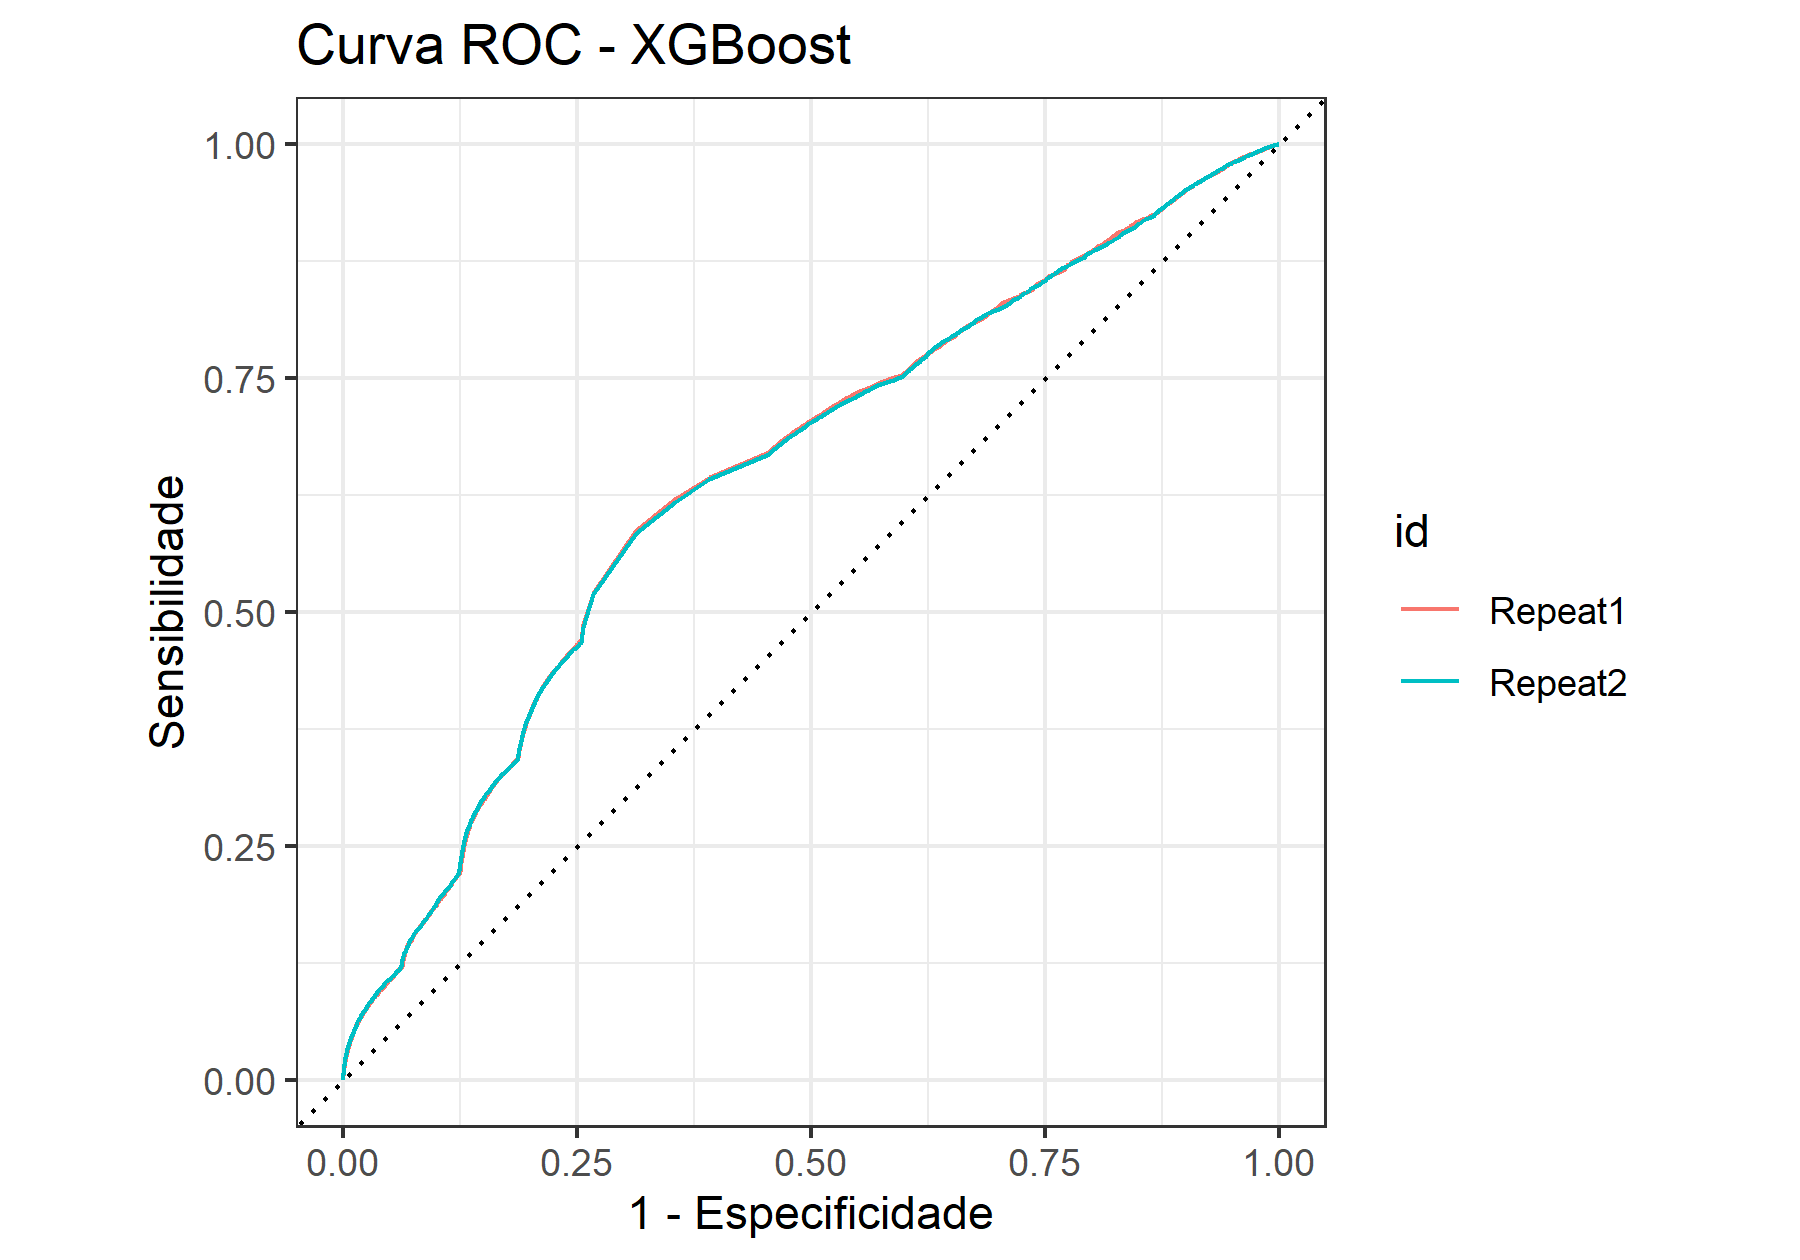 Curva ROC - XGBoost
1.00
0.75
0.50
0.25
0.00
Sensibilidade
0.00 0.25 0.50 0.75 1.00
1 - Especificidade
id
Repeat1
Repeat2